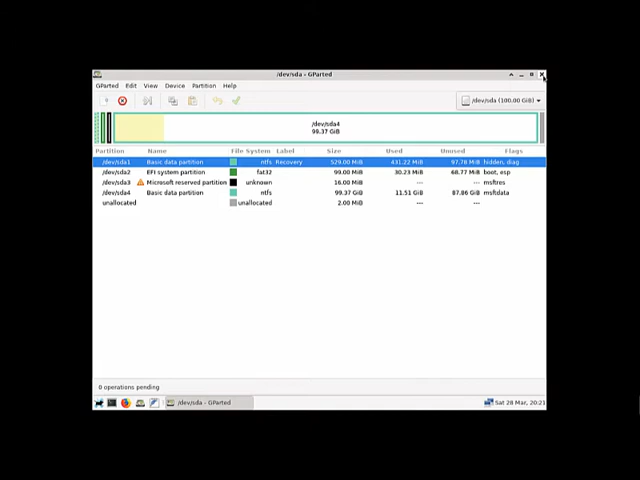 /dev/sda - GParted
GParted Edit View Device Partition Help
/dev/sda (100.00 GiB)
/dev/sda4
99.37 GiB
Partition Name File System Label Size Used Unused Flags
/dev/sda1 Basic data partition ntfs Recovery 529.00 MiB 431.22 MiB 97.78 MiB hidden, diag
/dev/sda2 EFI system partition fat32 99.00 MiB 30.23 MiB 68.77 MiB boot, esp
/dev/sda3 Microsoft reserved partition unknown 16.00 MiB --- --- msftres
/dev/sda4 Basic data partition ntfs 99.37 GiB 11.51 GiB 87.86 GiB msftdata
unallocated unallocated 2.00 MiB --- ---
0 operations pending
/dev/sda - GParted
Sat 28 Mar, 20:21